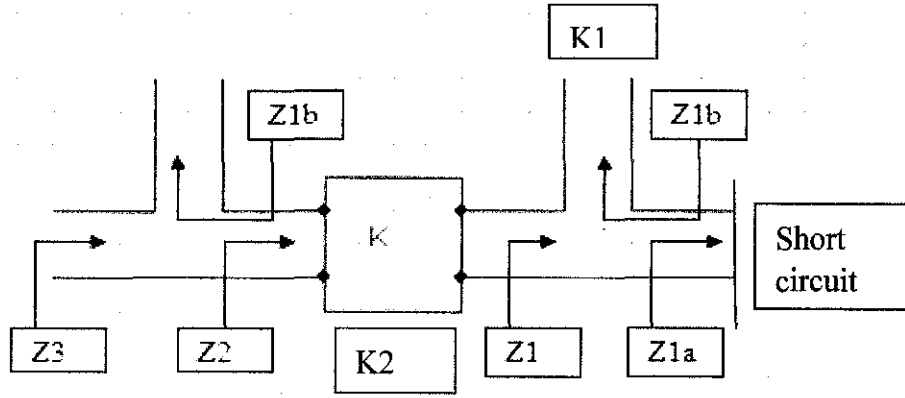 K1
Z1b
Z1b
K
Short
circuit
Z3
Z2
K2
Z1
Z1a